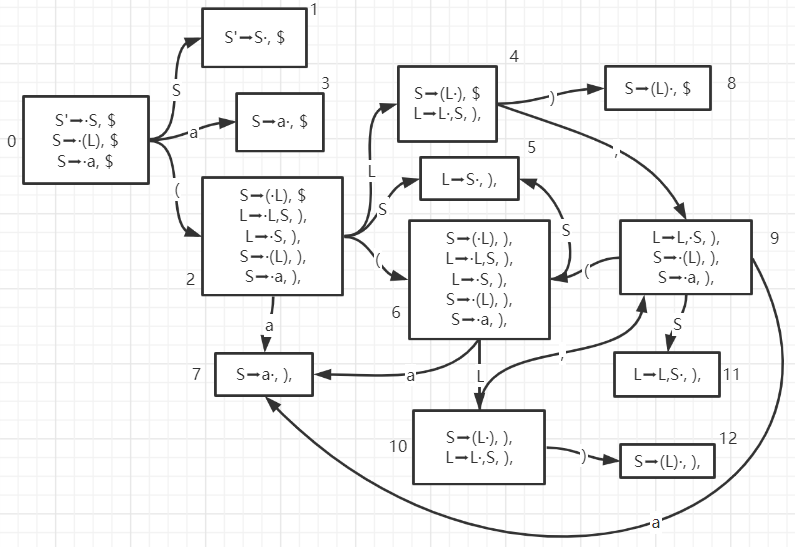 1
S'→S·, $
3
S→a·, $
0
S'→·S, $
S→·(L), $
S→·a, $
S
a
(
4
S→(L·), $
L→L·,S, ),
)
S→(L)·, $
8
5
L→S·, ),
,
2
S→(·L), $
L→·L,S, ),
L→·S, ),
S→·(L), ),
S→·a, ),
L
S
(
6
S→(·L), ),
L→·L,S, ),
L→·S, ),
S→·(L), ),
S→·a, ),
S
(
9
L→L,·S, ),
S→·(L), ),
S→·a, ),
a
7
S→a·, ),
a
L
,
S
L→L,S·, ),
11
10
S→(L·), ),
L→L·,S, ),
)
12
S→(L)·, ),
a